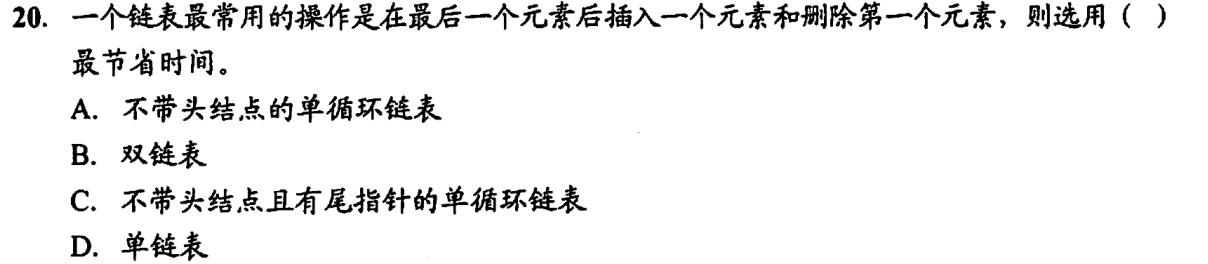 20. 一个链表最常用的操作是在最后一个元素后插入一个元素和删除第一个元素，则选用（ ）
最节省时间。
A. 不带头结点的单循环链表
B. 双链表
C. 不带头结点且有尾指针的单循环链表
D. 单链表